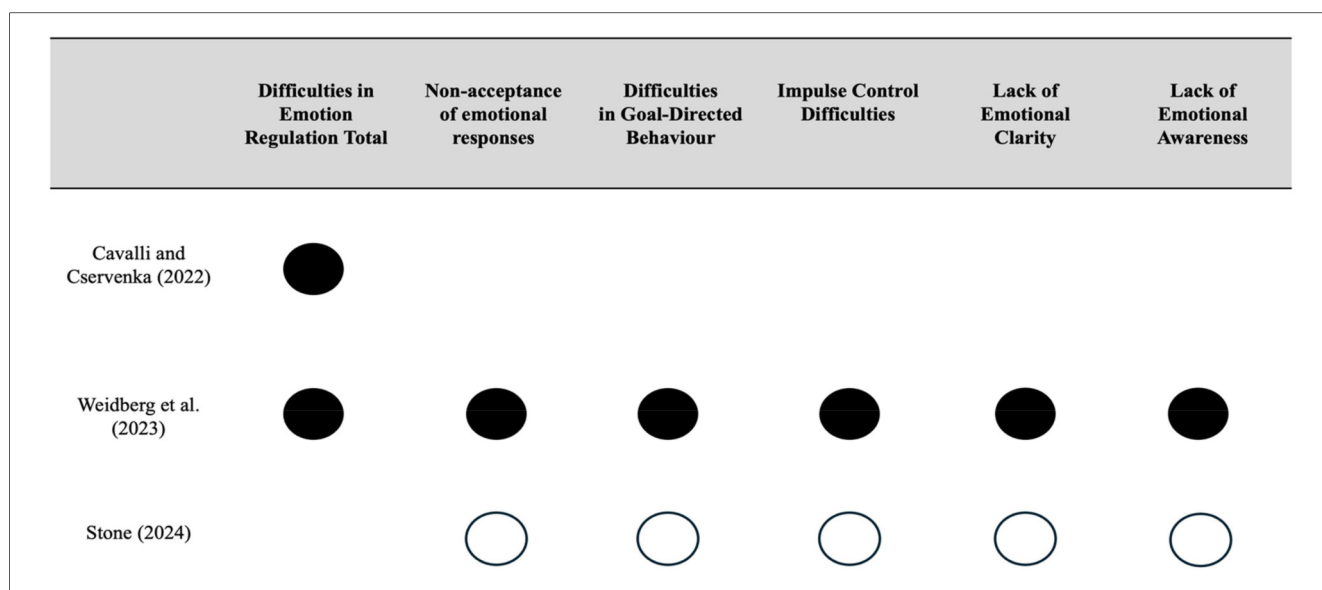 Difficulties in
Emotion
Regulation Total
Non-acceptance
of emotional
responses
Difficulties
in Goal-Directed
Behaviour
Impulse Control
Difficulties
Lack of
Emotional
Clarity
Lack of
Emotional
Awareness
Cavalli and
Cservenka (2022)
Weidberg et al.
(2023)
Stone (2024)